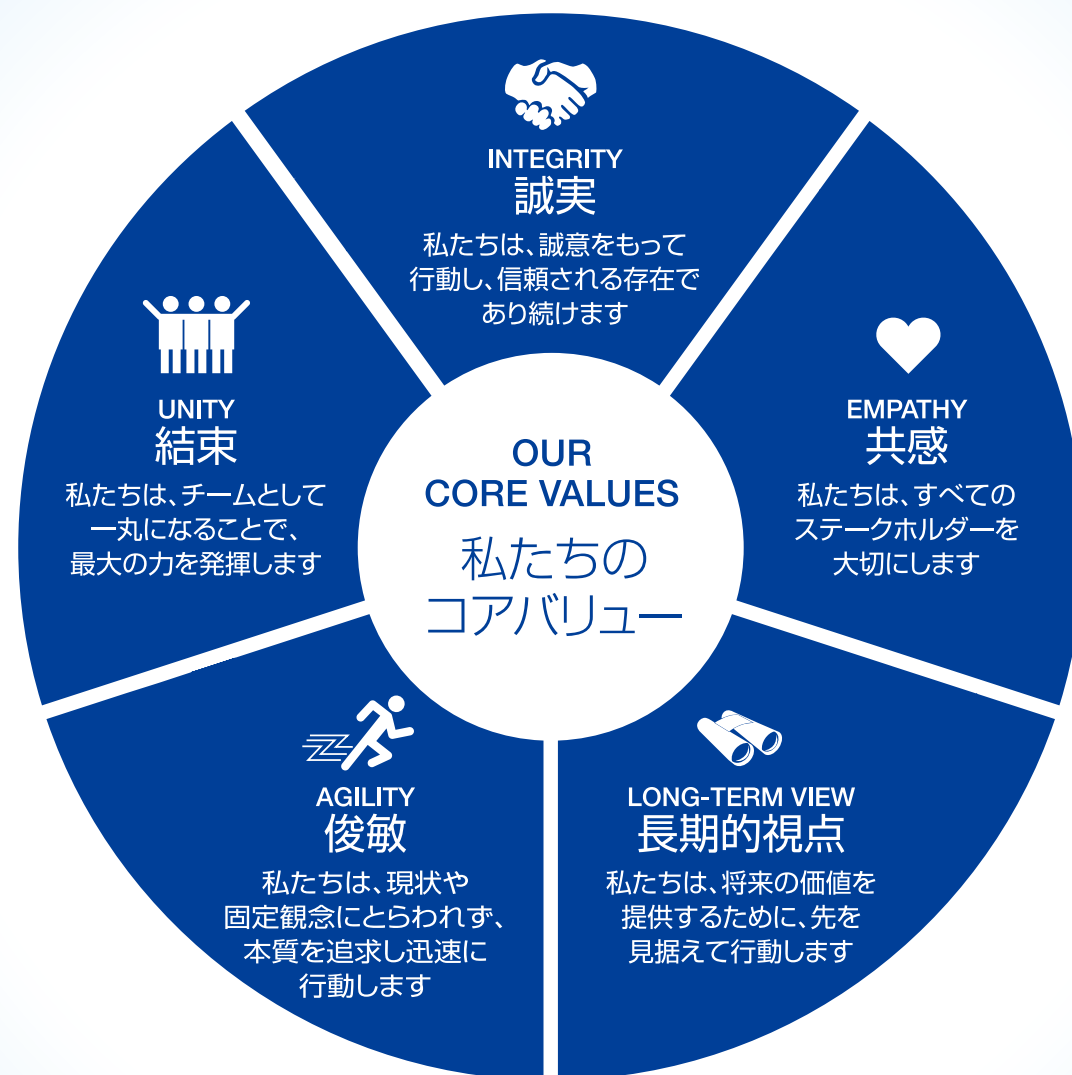 OUR
CORE VALUES
私たちの
コアバリュー
INTEGRITY
誠実
私たちは、誠意をもって
行動し、信頼される存在で
あり続けます
EMPATHY
共感
私たちは、すべての
ステークホルダーを
大切にします
LONG-TERM VIEW
長期的視点
私たちは、将来の価値を
提供するために、先を
見据えて行動します
AGILITY
俊敏
私たちは、現状や
固定観念にとらわれず、
本質を追求し迅速に
行動します
UNITY
結束
私たちは、チームとして
一丸になることで、
最大の力を発揮します